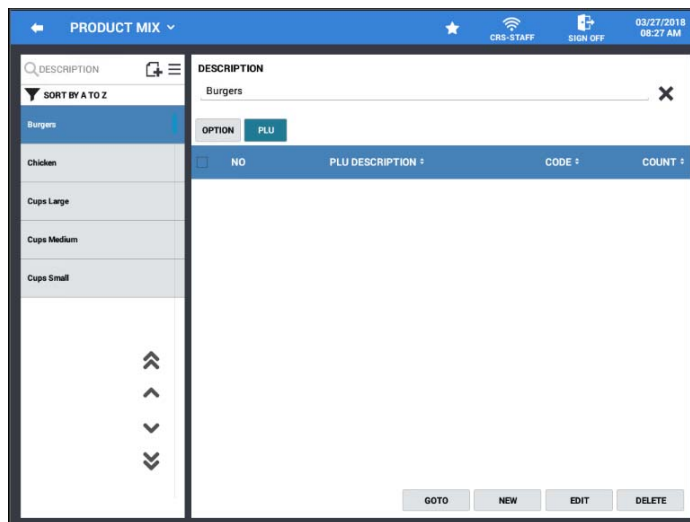 PRODUCT MIX
CRS-STAFF
SIGN OFF
03/27/2018
08:27 AM
DESCRIPTION
SORT BY A TO Z
Burgers
Chicken
Cups Large
Cups Medium
Cups Small
DESCRIPTION
Burgers
OPTION PLU
NO PLU DESCRIPTION CODE COUNT
GOTO NEW EDIT DELETE